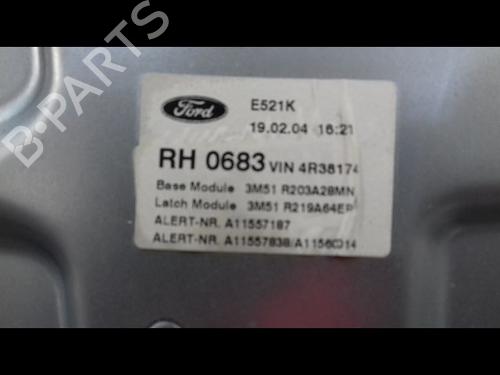 Ford E521K
19.02.04 16:21
RH 0683 VIN 4R38174
Base Module 3M51 R203A28MN
Latch Module 3M51 R219A64EP
ALERT-NR. A11557187
ALERT-NR. A11557838/
B-PARTS